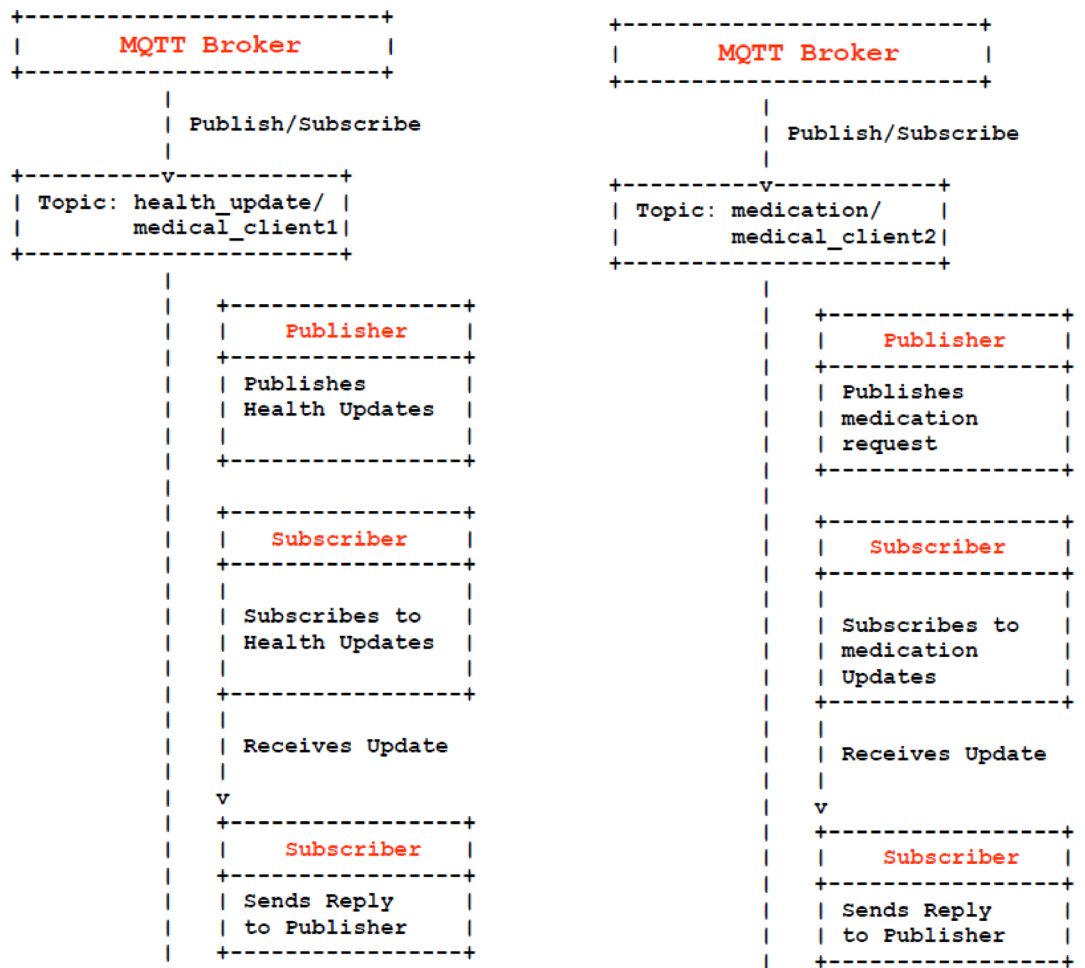 MQTT Broker
Publish/Subscribe
v
Topic: health_update/
medical_client1
Publisher
Publishes
Health Updates
Subscriber
Subscribes to
Health Updates
Receives Update
v
Subscriber
Sends Reply
to Publisher
MQTT Broker
Publish/Subscribe
v
Topic: medication/
medical_client2
Publisher
Publishes
medication
request
Subscriber
Subscribes to
medication
Updates
Receives Update
v
Subscriber
Sends Reply
to Publisher